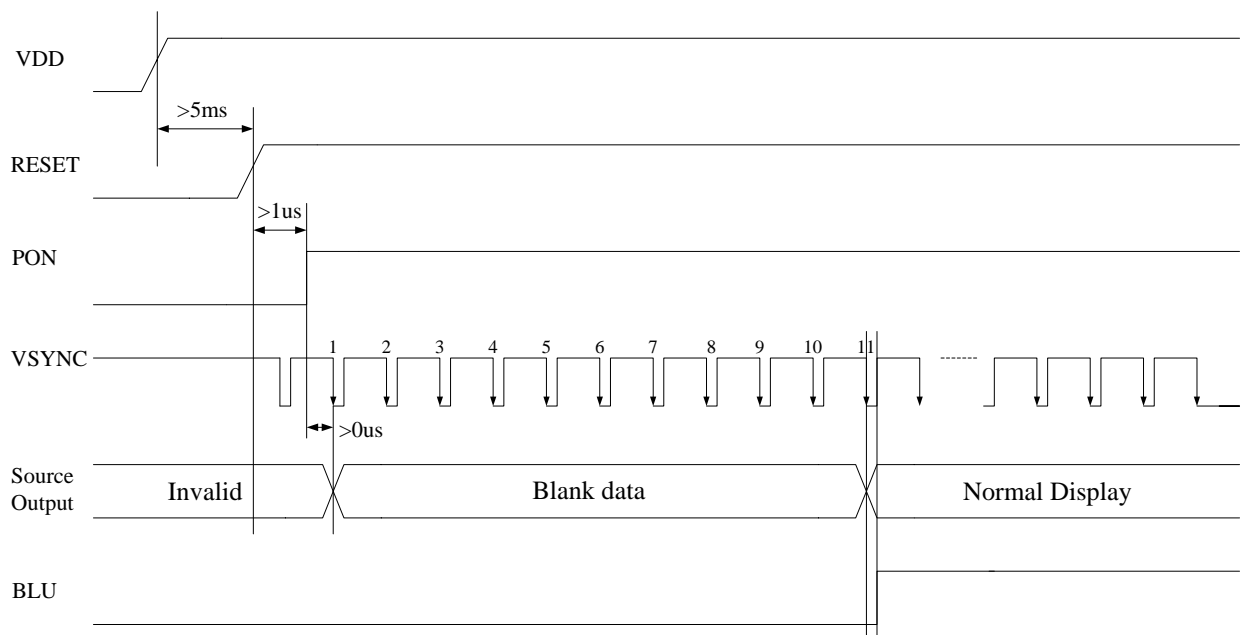 VDD
>5ms
RESET
>1us
PON
VSYNC
1 2 3 4 5 6 7 8 9 10 11
>0us
Source
Output
Invalid
Blank data
Normal Display
BLU